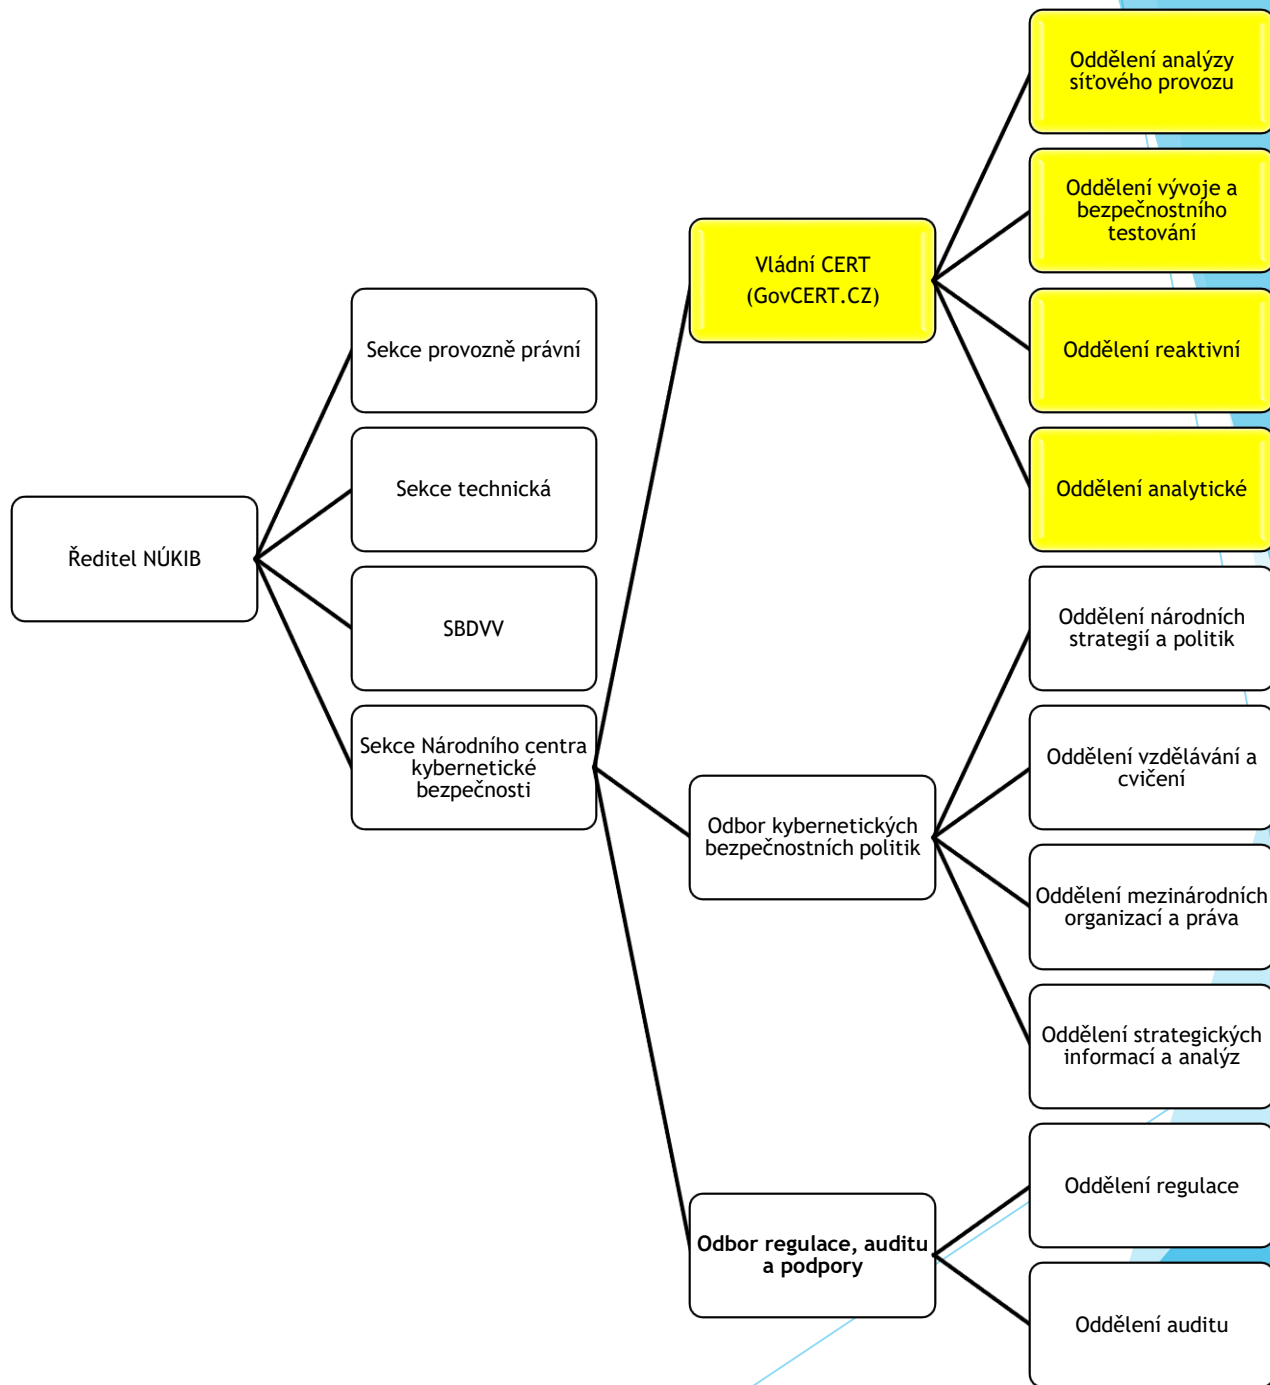 Ředitel NÚKIB
Sekce provozně právní
Sekce technická
SBDVV
Sekce Národního centra
kybernetické
bezpečnosti
Vládní CERT
(GovCERT.CZ)
Oddělení analýzy
síťového provozu
Oddělení vývoje a
bezpečnostního
testování
Oddělení reaktivní
Oddělení analytické
Odbor kybernetických
bezpečnostních politik
Oddělení národních
strategií a politik
Oddělení vzdělávání a
cvičení
Oddělení mezinárodních
organizací a práva
Oddělení strategických
informací a analýz
Odbor regulace, auditu
a podpory
Oddělení regulace
Oddělení auditu